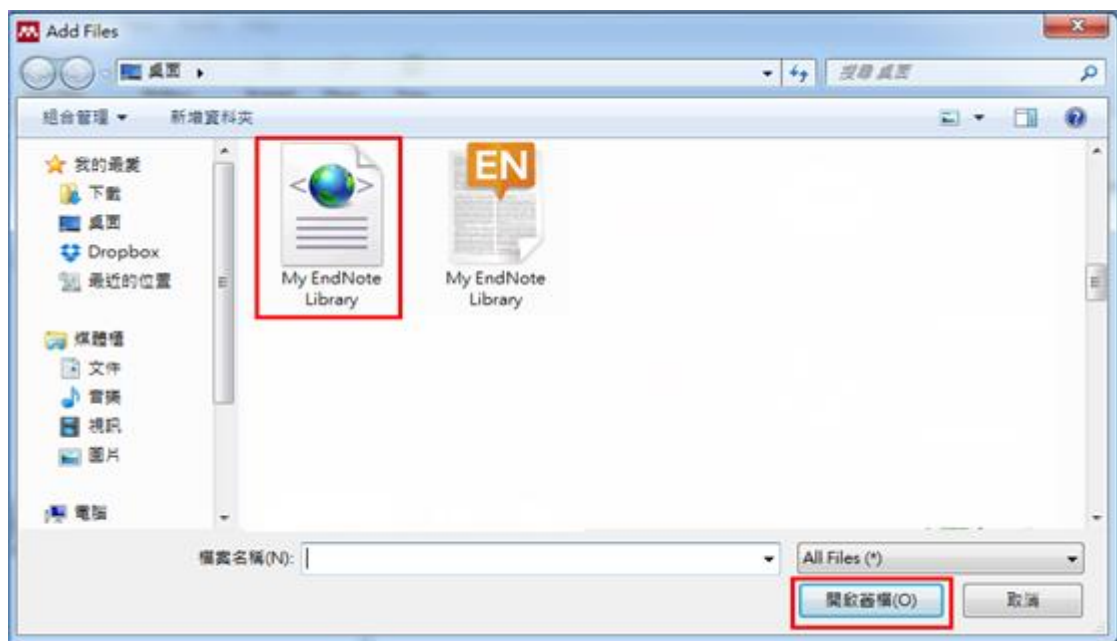 Add Files
桌面
搜尋 桌面
組合管理
新增資料夾
我的最愛
下載
桌面
Dropbox
最近的位置
媒體櫃
文件
音樂
視訊
圖片
電腦
EN
My EndNote
Library
My EndNote
Library
檔案名稱(N):
All Files (*)
開啟舊檔(O)
取消